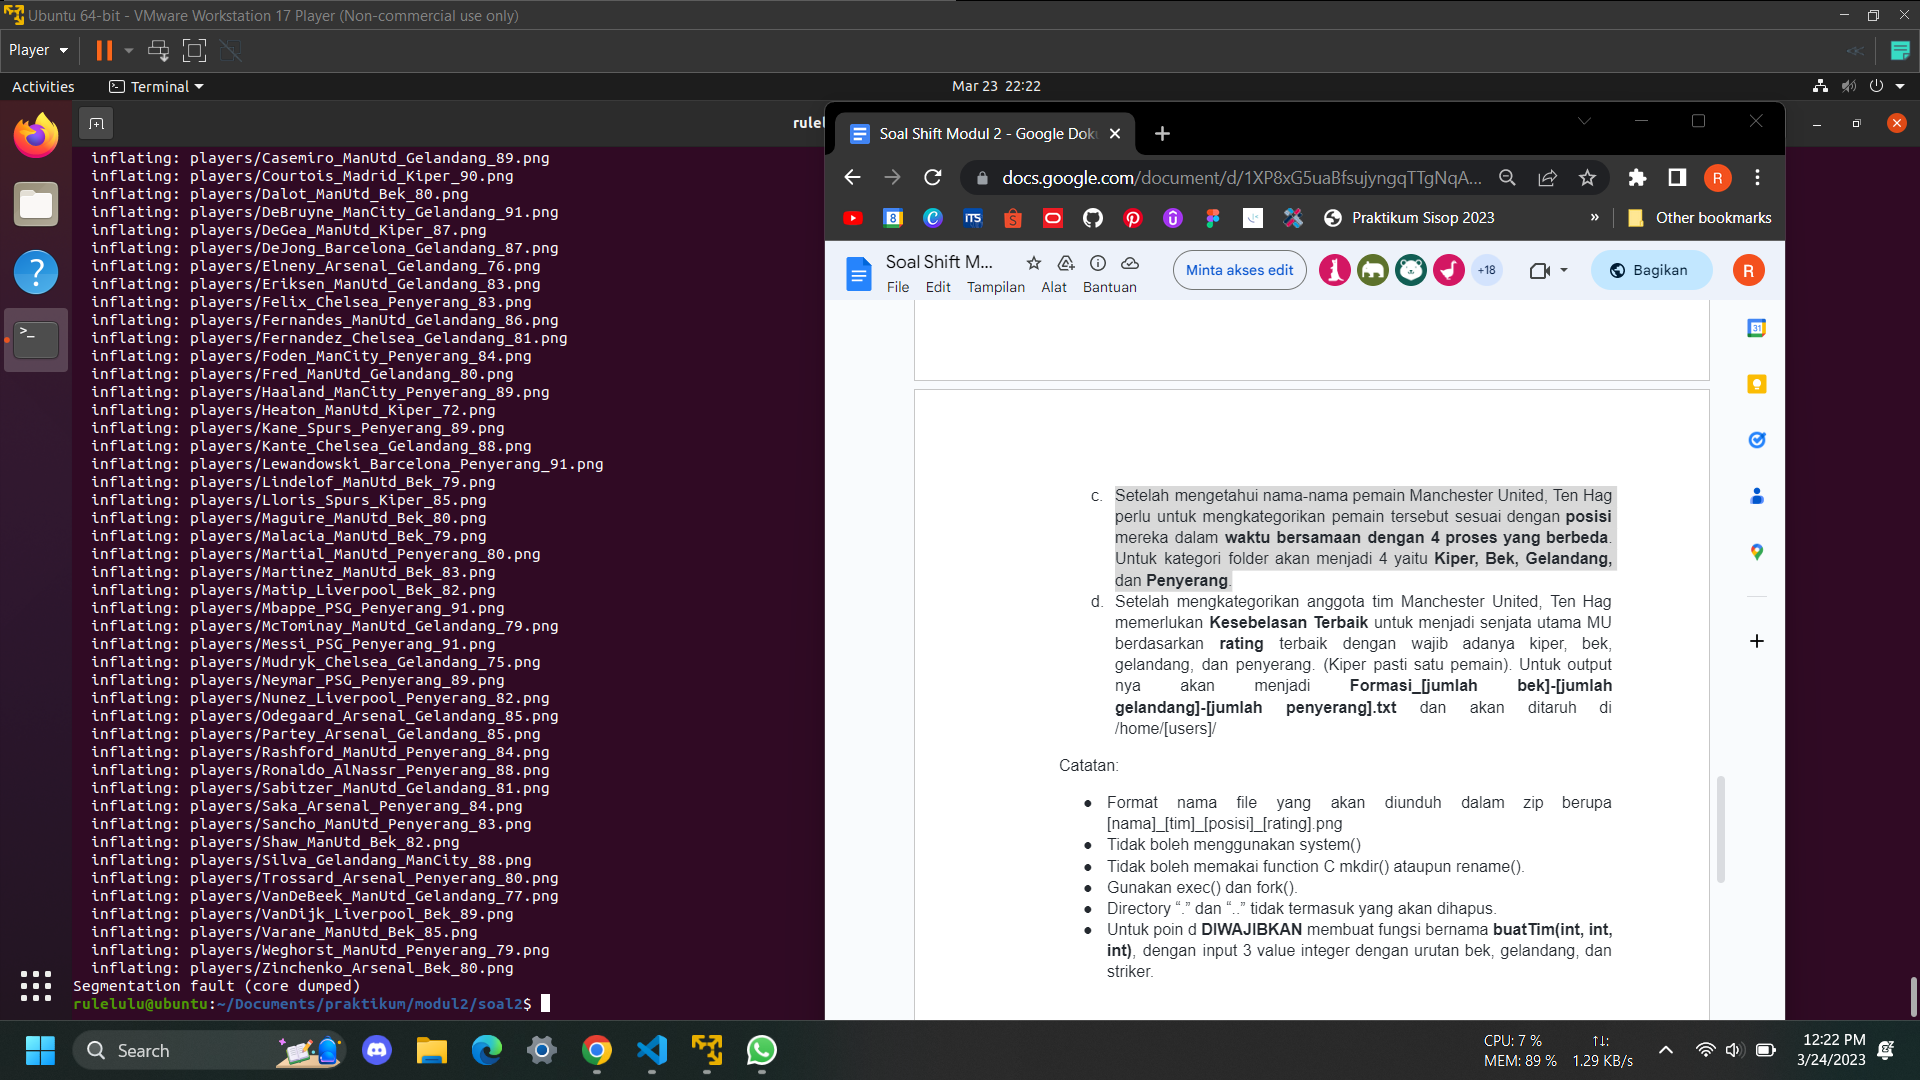 Ubuntu 64-bit - VMware Workstation 17 Player (Non-commercial use only)
Player
Activities
Terminal
Mar 23 22:22
rulel
inflating: players/Casemiro_ManUtd_Gelandang_89.png
inflating: players/Courtois_Madrid_Kiper_90.png
inflating: players/Dalot_ManUtd_Bek_80.png
inflating: players/DeBruyne_ManCity_Gelandang_91.png
inflating: players/DeGea_ManUtd_Kiper_87.png
inflating: players/DeJong_Barcelona_Gelandang_87.png
inflating: players/Elneny_Arsenal_Gelandang_76.png
inflating: players/Eriksen_ManUtd_Gelandang_83.png
inflating: players/Felix_Chelsea_Penyerang_83.png
inflating: players/Fernandes_ManUtd_Gelandang_86.png
inflating: players/Fernandez_Chelsea_Gelandang_81.png
inflating: players/Foden_ManCity_Penyerang_84.png
inflating: players/Fred_ManUtd_Gelandang_80.png
inflating: players/Haaland_ManCity_Penyerang_89.png
inflating: players/Heaton_ManUtd_Kiper_72.png
inflating: players/Kane_Spurs_Penyerang_89.png
inflating: players/Kante_Chelsea_Gelandang_88.png
inflating: players/Lewandowski_Barcelona_Penyerang_91.png
inflating: players/Lindelof_ManUtd_Bek_79.png
inflating: players/Lloris_Spurs_Kiper_85.png
inflating: players/Maguire_ManUtd_Bek_80.png
inflating: players/Malacia_ManUtd_Bek_79.png
inflating: players/Martial_ManUtd_Penyerang_80.png
inflating: players/Martinez_ManUtd_Bek_83.png
inflating: players/Matip_Liverpool_Bek_82.png
inflating: players/Mbappe_PSG_Penyerang_91.png
inflating: players/McTominay_ManUtd_Gelandang_79.png
inflating: players/Messi_PSG_Penyerang_91.png
inflating: players/Mudryk_Chelsea_Gelandang_75.png
inflating: players/Neymar_PSG_Penyerang_89.png
inflating: players/Nunez_Liverpool_Penyerang_82.png
inflating: players/Odegaard_Arsenal_Gelandang_85.png
inflating: players/Partey_Arsenal_Gelandang_85.png
inflating: players/Rashford_ManUtd_Penyerang_84.png
inflating: players/Ronaldo_AlNassr_Penyerang_88.png
inflating: players/Sabitzer_ManUtd_Gelandang_81.png
inflating: players/Saka_Arsenal_Penyerang_84.png
inflating: players/Sancho_ManUtd_Penyerang_83.png
inflating: players/Shaw_ManUtd_Bek_82.png
inflating: players/Silva_Gelandang_ManCity_88.png
inflating: players/Trossard_Arsenal_Penyerang_80.png
inflating: players/VanDeBeek_ManUtd_Gelandang_77.png
inflating: players/VanDijk_Liverpool_Bek_89.png
inflating: players/Varane_ManUtd_Bek_85.png
inflating: players/Weghorst_ManUtd_Penyerang_79.png
inflating: players/Zinchenko_Arsenal_Bek_80.png
Segmentation fault (core dumped)
rulelulu@ubuntu:~/Documents/praktikum/modul2/soal2$
Soal Shift Modul 2 - Google Dok
docs.google.com/document/d/1XP8xG5uaBfsujyngqTTgNqA...
R
8
ITS
Praktikum Sisop 2023
»
Other bookmarks
Soal Shift M...
File Edit Tampilan Alat Bantuan
Minta akses edit
+18
Bagikan
R
31
c. Setelah mengetahui nama-nama pemain Manchester United, Ten Hag
perlu untuk mengkategorikan pemain tersebut sesuai dengan posisi
mereka dalam waktu bersamaan dengan 4 proses yang berbeda.
Untuk kategori folder akan menjadi 4 yaitu Kiper, Bek, Gelandang,
dan Penyerang.
d. Setelah mengkategorikan anggota tim Manchester United, Ten Hag
memerlukan Kesebelasan Terbaik untuk menjadi senjata utama MU
berdasarkan rating terbaik dengan wajib adanya kiper, bek,
gelandang, dan penyerang. (Kiper pasti satu pemain). Untuk output
nya akan menjadi Formasi_[jumlah bek]-[jumlah
gelandang]-[jumlah penyerang].txt dan akan ditaruh di
/home/[users]/
Catatan:
● Format nama file yang akan diunduh dalam zip berupa
[nama]_[tim]_[posisi]_[rating].png
● Tidak boleh menggunakan system()
● Tidak boleh memakai function C mkdir() ataupun rename().
● Gunakan exec() dan fork().
● Directory “.” dan “..” tidak termasuk yang akan dihapus.
● Untuk poin d DIWAJIBKAN membuat fungsi bernama buatTim(int, int,
int), dengan input 3 value integer dengan urutan bek, gelandang, dan
striker.
Search
CPU: 7 %
MEM: 89 %
1.29 KB/s
12:22 PM
3/24/2023